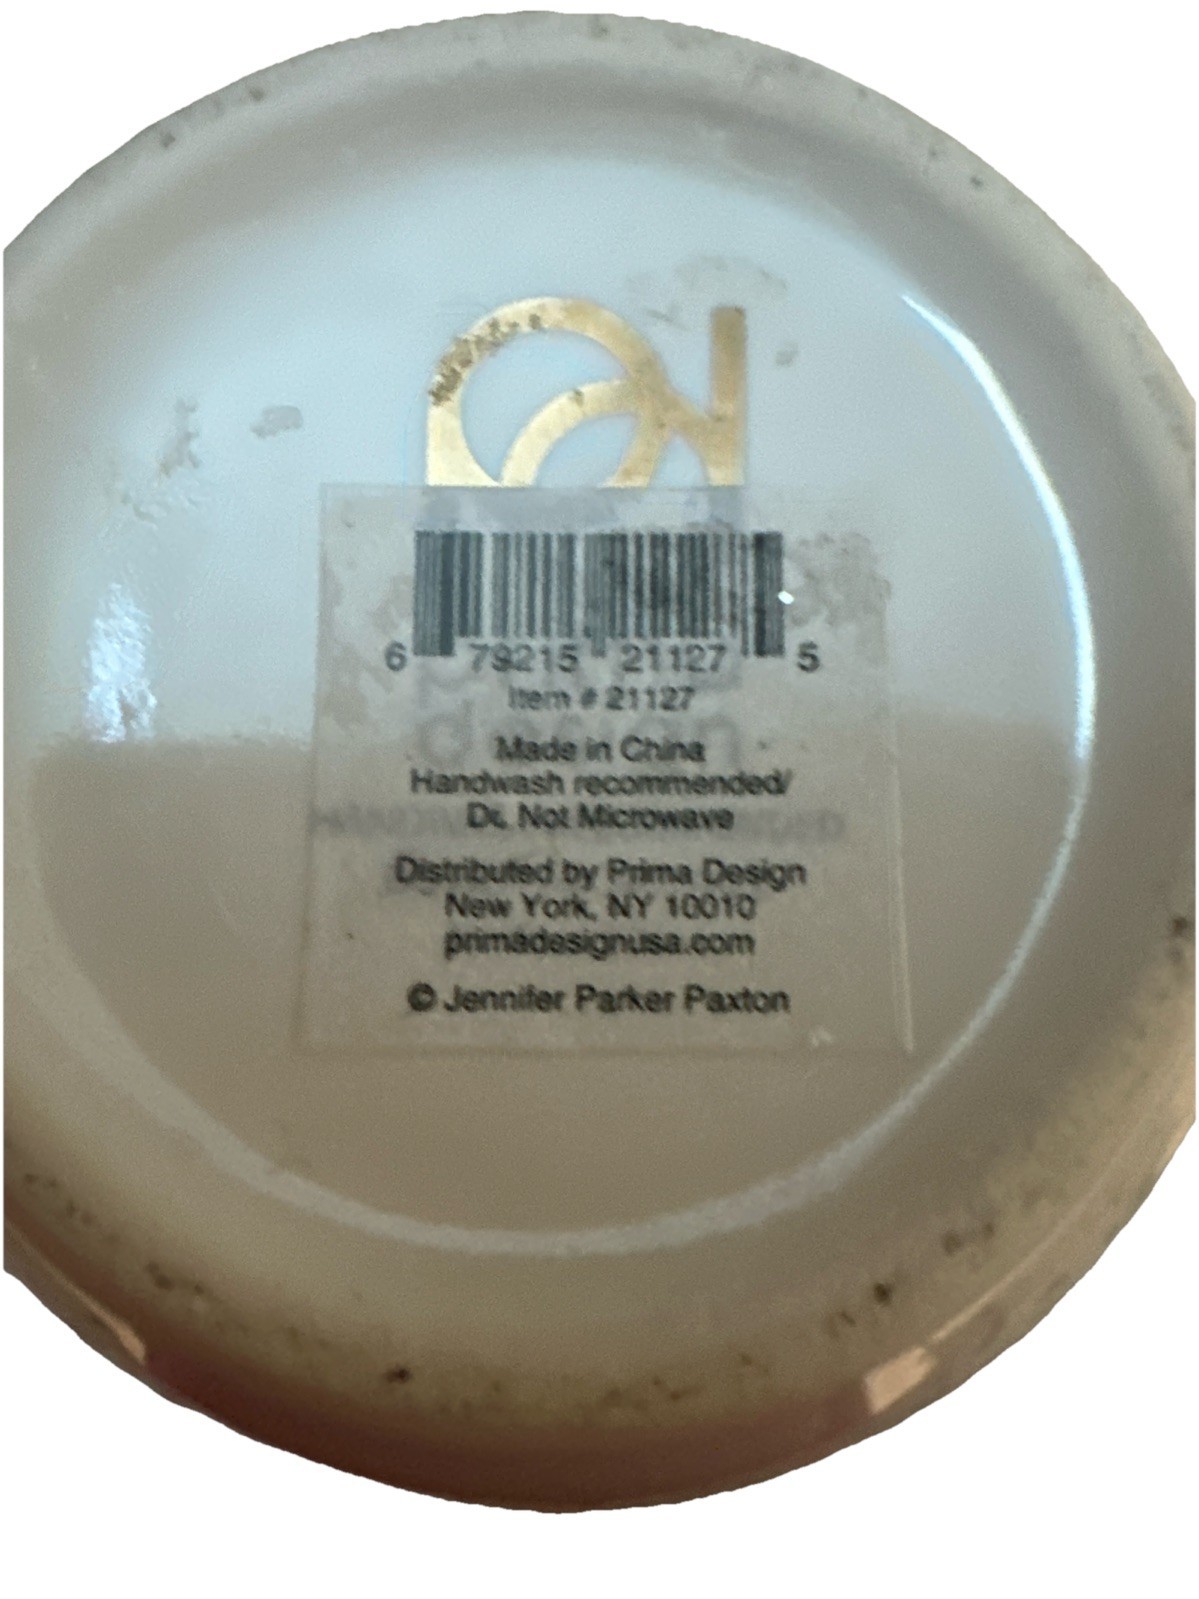 6 79215 21127 5
Item # 21127
Made in China
Handwash recommended/
Do Not Microwave
Distributed by Prima Design
New York, NY 10010
primadesignusa.com
© Jennifer Parker Paxton